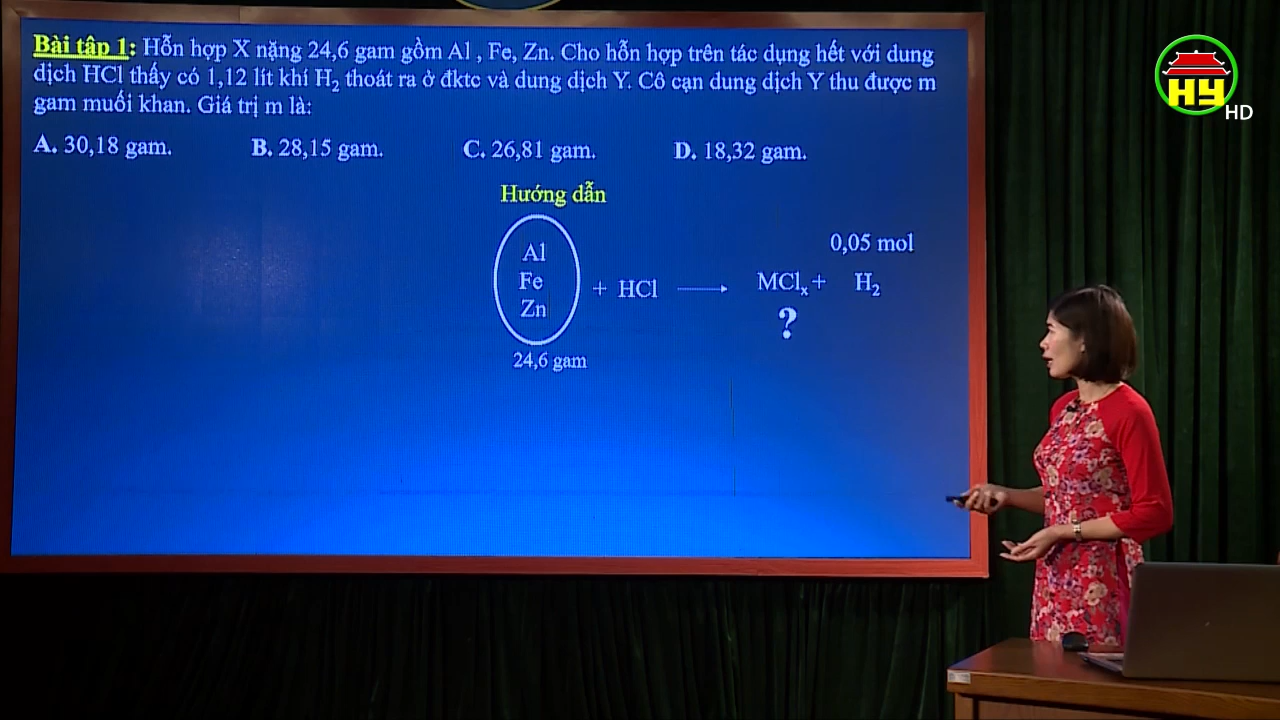 Bài tập 1: Hỗn hợp X nặng 24,6 gam gồm Al , Fe, Zn. Cho hỗn hợp trên tác dụng hết với dung
dịch HCl thấy có 1,12 lít khí H₂ thoát ra ở đktc và dung dịch Y. Cô cạn dung dịch Y thu được m
gam muối khan. Giá trị m là:
A. 30,18 gam. B. 28,15 gam. C. 26,81 gam. D. 18,32 gam.
Hướng dẫn
0,05 mol
Al
Fe
Zn
+ HCl → MClₓ + H₂
?
24,6 gam
HY
HD